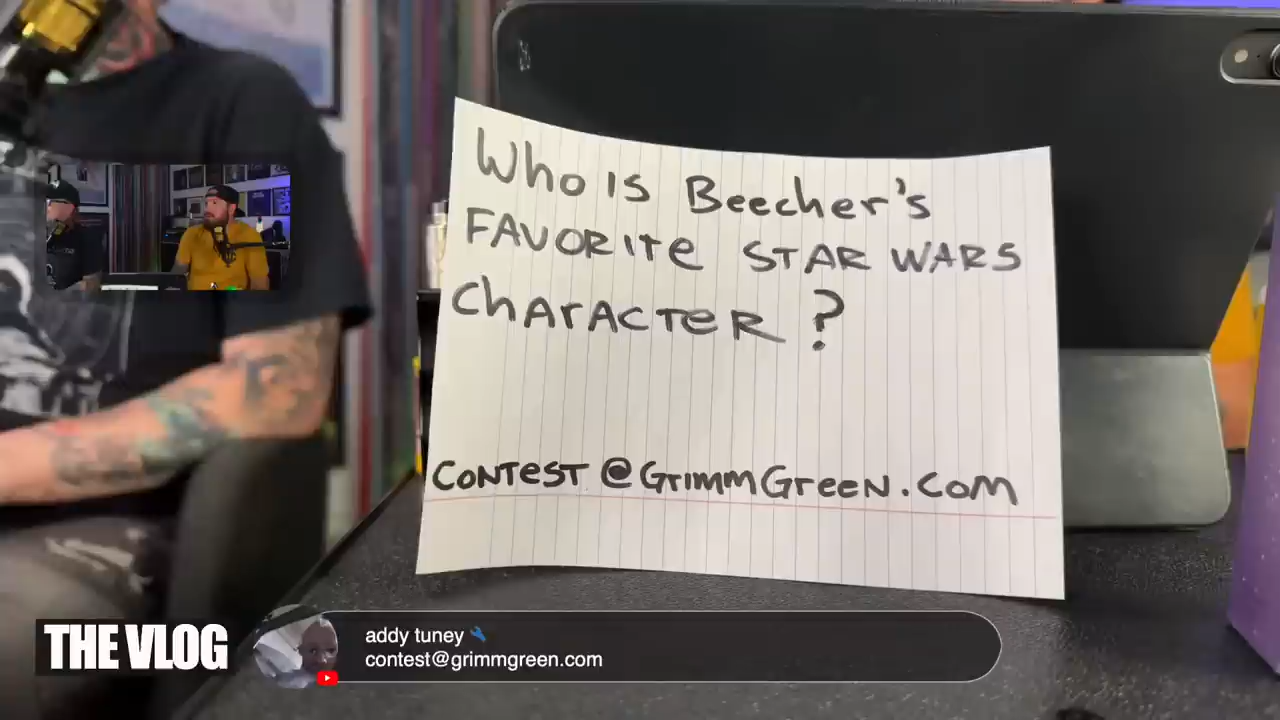 Who is Beecher's
FAVORITE STAR WARS
CHARACTER ?
CONTEST @GrimmGreen.com
THE VLOG
addy tuney
contest@grimmgreen.com